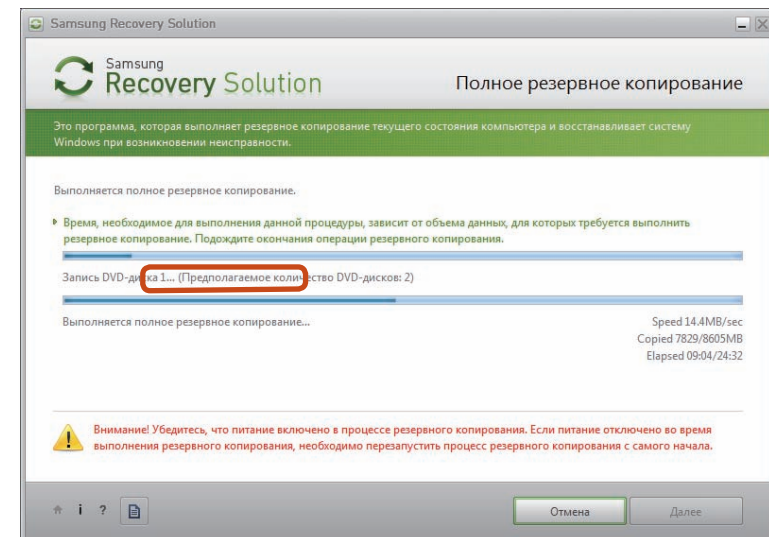 Samsung Recovery Solution
Samsung
Recovery Solution
Полное резервное копирование
Это программа, которая выполняет резервное копирование текущего состояния компьютера и восстанавливает систему
Windows при возникновении неисправности.
Выполняется полное резервное копирование.
Время, необходимое для выполнения данной процедуры, зависит от объема данных, для которых требуется выполнить
резервное копирование. Подождите окончания операции резервного копирования.
Запись DVD-диска 1... (Предполагаемое количество DVD-дисков: 2)
Выполняется полное резервное копирование...
Speed 14.4MB/sec
Copied 7829/8605MB
Elapsed 09:04/24:32
Внимание! Убедитесь, что питание включено в процессе резервного копирования. Если питание отключено во время
выполнения резервного копирования, необходимо перезапустить процесс резервного копирования с самого начала.
Отмена
Далее